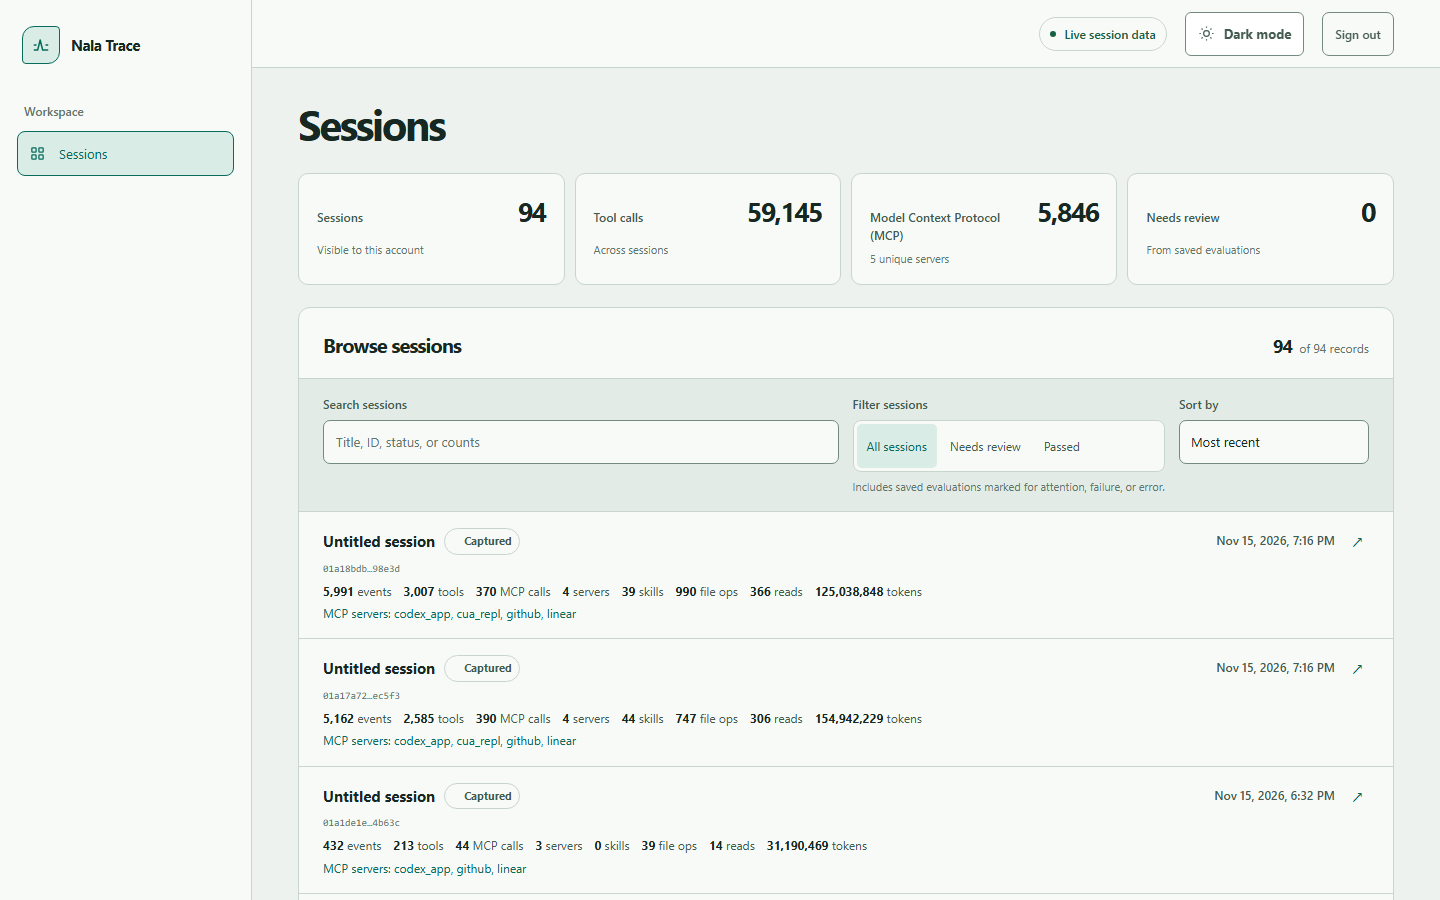 Nala Trace
Live session data
Dark mode
Sign out
Workspace
Sessions
Sessions
Sessions
94
Visible to this account
Tool calls
59,145
Across sessions
Model Context Protocol
(MCP)
5,846
5 unique servers
Needs review
0
From saved evaluations
Browse sessions
94 of 94 records
Search sessions
Title, ID, status, or counts
Filter sessions
All sessions Needs review Passed
Includes saved evaluations marked for attention, failure, or error.
Sort by
Most recent
Untitled session Captured
Nov 15, 2026, 7:16 PM
01a18bdb…98e3d
5,991 events 3,007 tools 370 MCP calls 4 servers 39 skills 990 file ops 366 reads 125,038,848 tokens
MCP servers: codex_app, cua_repl, github, linear
Untitled session Captured
Nov 15, 2026, 7:16 PM
01a17a72…ec5f3
5,162 events 2,585 tools 390 MCP calls 4 servers 44 skills 747 file ops 306 reads 154,942,229 tokens
MCP servers: codex_app, cua_repl, github, linear
Untitled session Captured
Nov 15, 2026, 6:32 PM
01a1de1e…4b63c
432 events 213 tools 44 MCP calls 3 servers 0 skills 39 file ops 14 reads 31,190,469 tokens
MCP servers: codex_app, github, linear